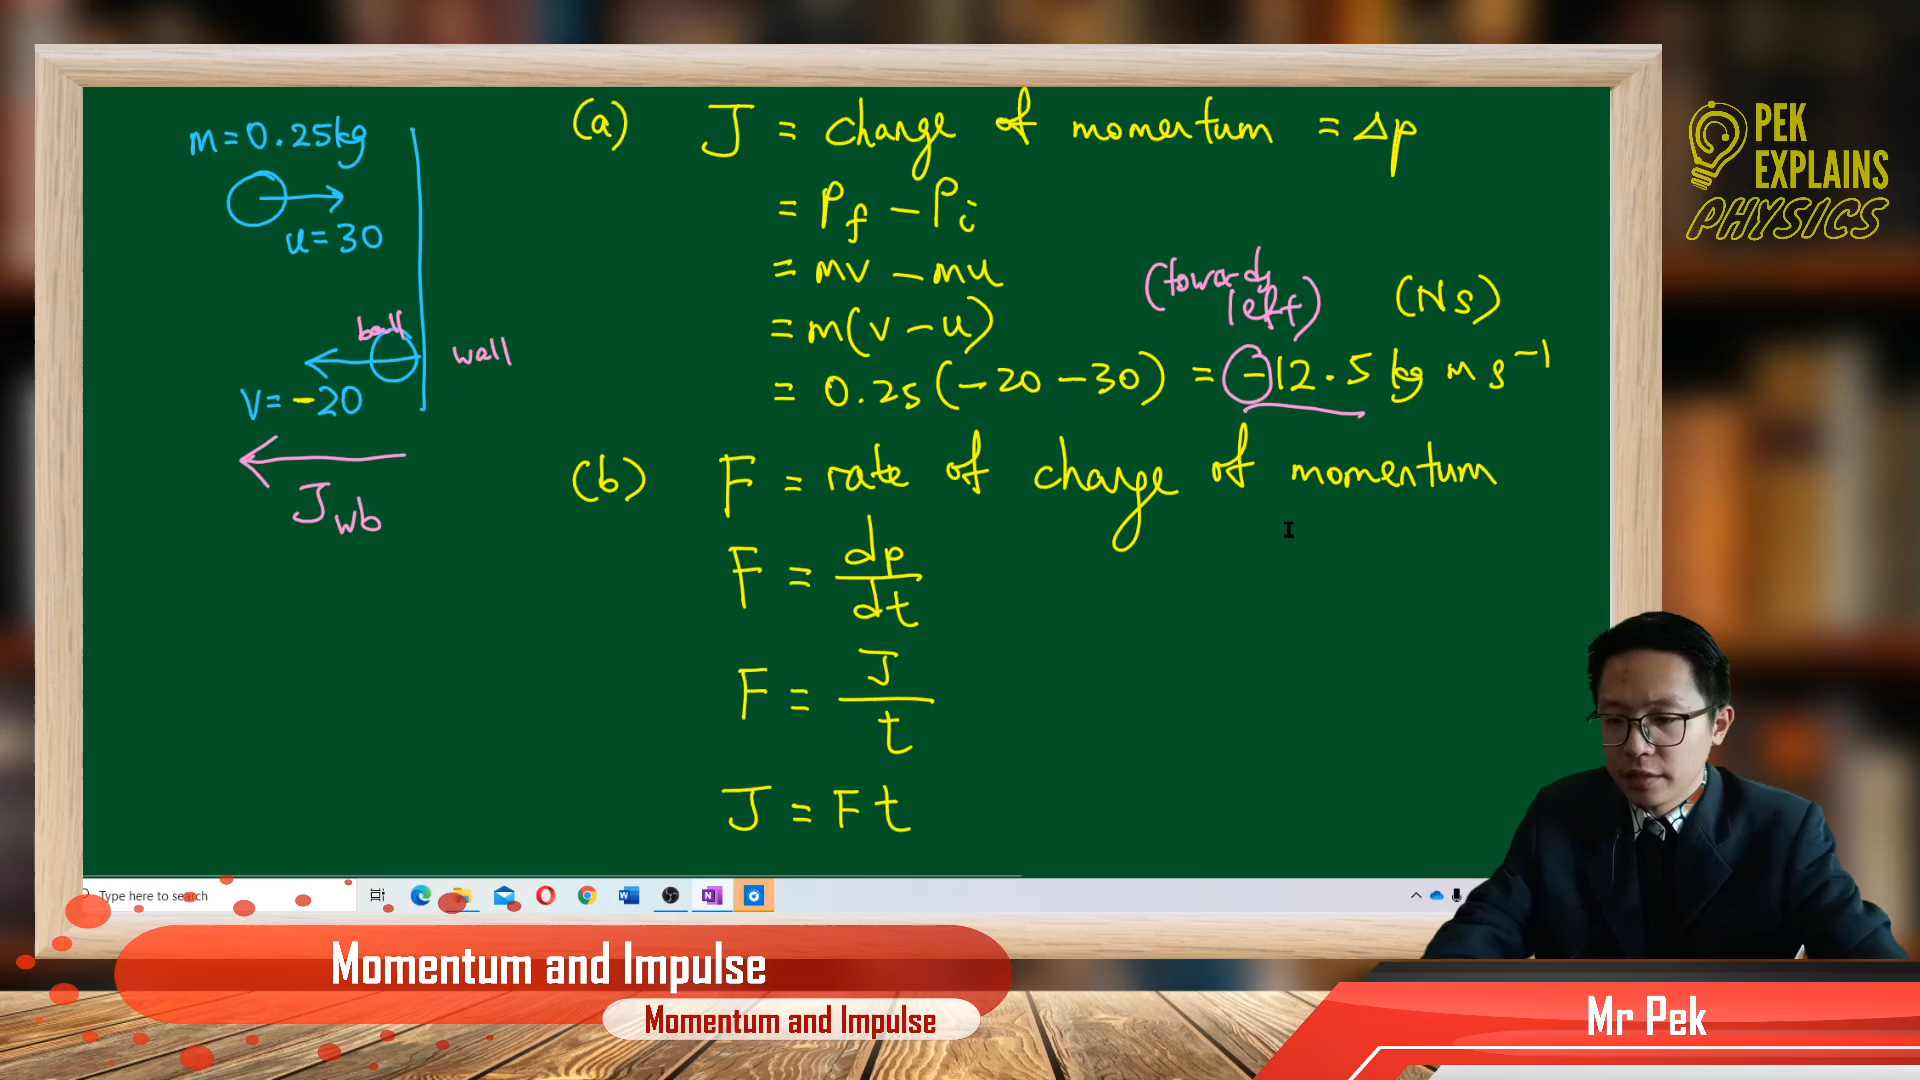 m=0.25kg
u=30
ball
wall
v=-20
J wb
(a) J = change of momentum = Δp
= Pf - Pi
= mv - mu
= m(v - u)
(towards left)
(Ns)
= 0.25(-20-30) = -12.5 kg m s⁻¹
(b) F = rate of change of momentum
F = dp/dt
F = J/t
J = Ft
PEK
EXPLAINS
PHYSICS
Type here to search
Momentum and Impulse
Momentum and Impulse
Mr Pek